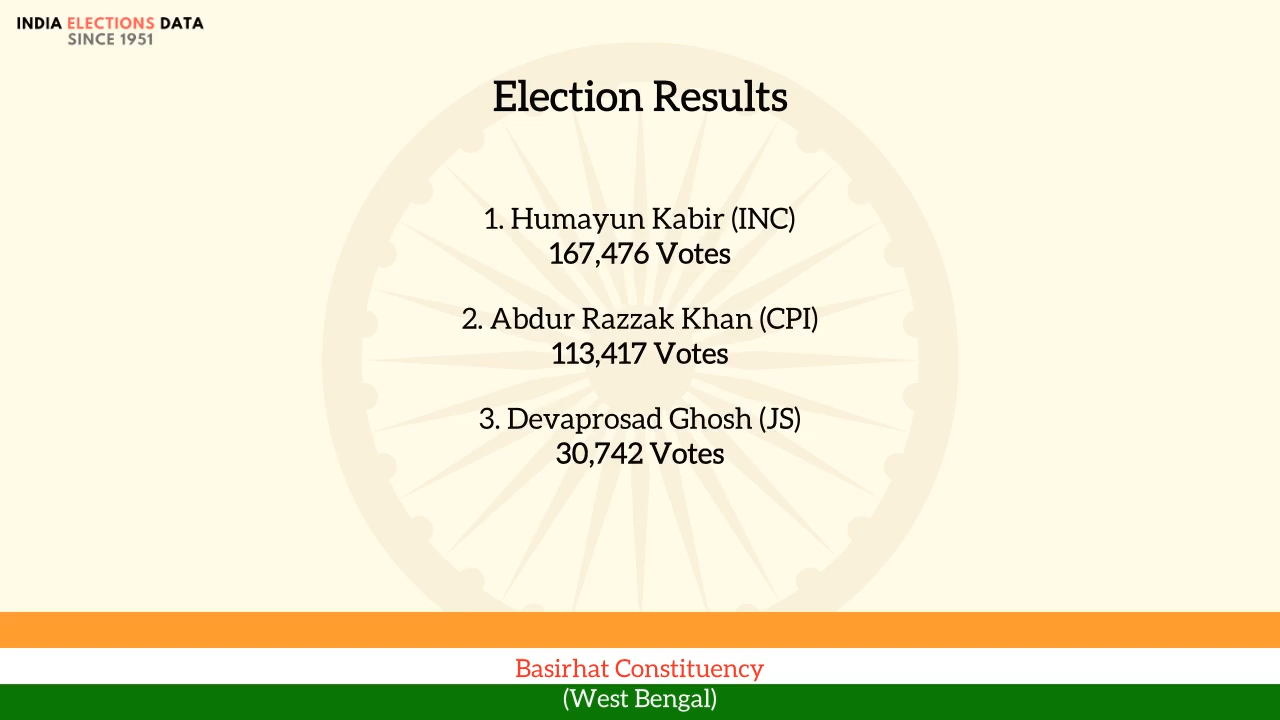 INDIA ELECTIONS DATA
SINCE 1951
Election Results
1. Humayun Kabir (INC)
167,476 Votes
2. Abdur Razzak Khan (CPI)
113,417 Votes
3. Devaprosad Ghosh (JS)
30,742 Votes
Basirhat Constituency
(West Bengal)